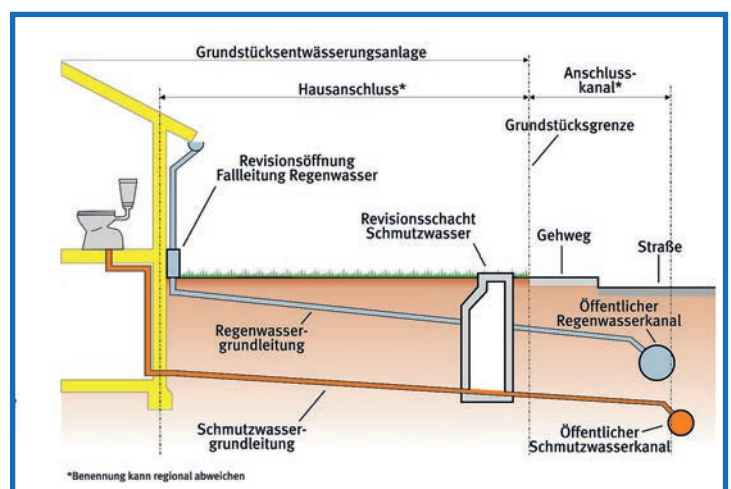 Grundstücksentwässerungsanlage
Hausanschluss*
Anschluss-
kanal*
Grundstücksgrenze
Revisionsöffnung
Fallleitung Regenwasser
Revisionsschacht
Schmutzwasser
Gehweg
Straße
Regenwasser-
grundleitung
Öffentlicher
Regenwasserkanal
Schmutzwasser-
grundleitung
Öffentlicher
Schmutzwasserkanal
*Benennung kann regional abweichen